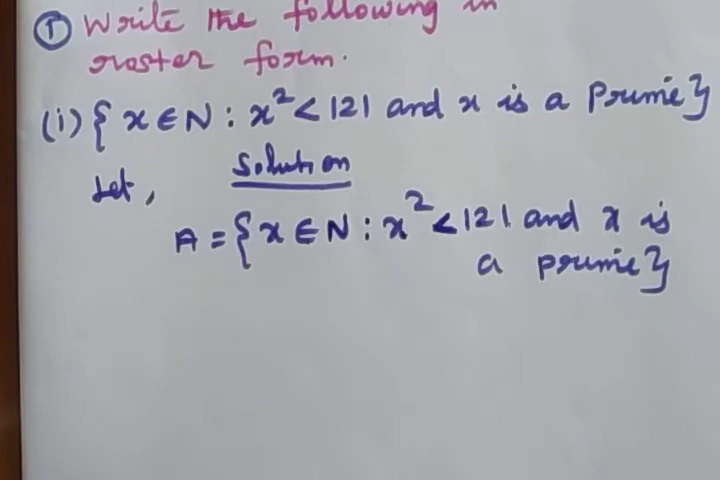 ① Write the following in
roster form.
(i) { x ∈ N : x² < 121 and x is a Prime}
Solution
Let,
A = { x ∈ N : x² < 121 and x is
a prime}